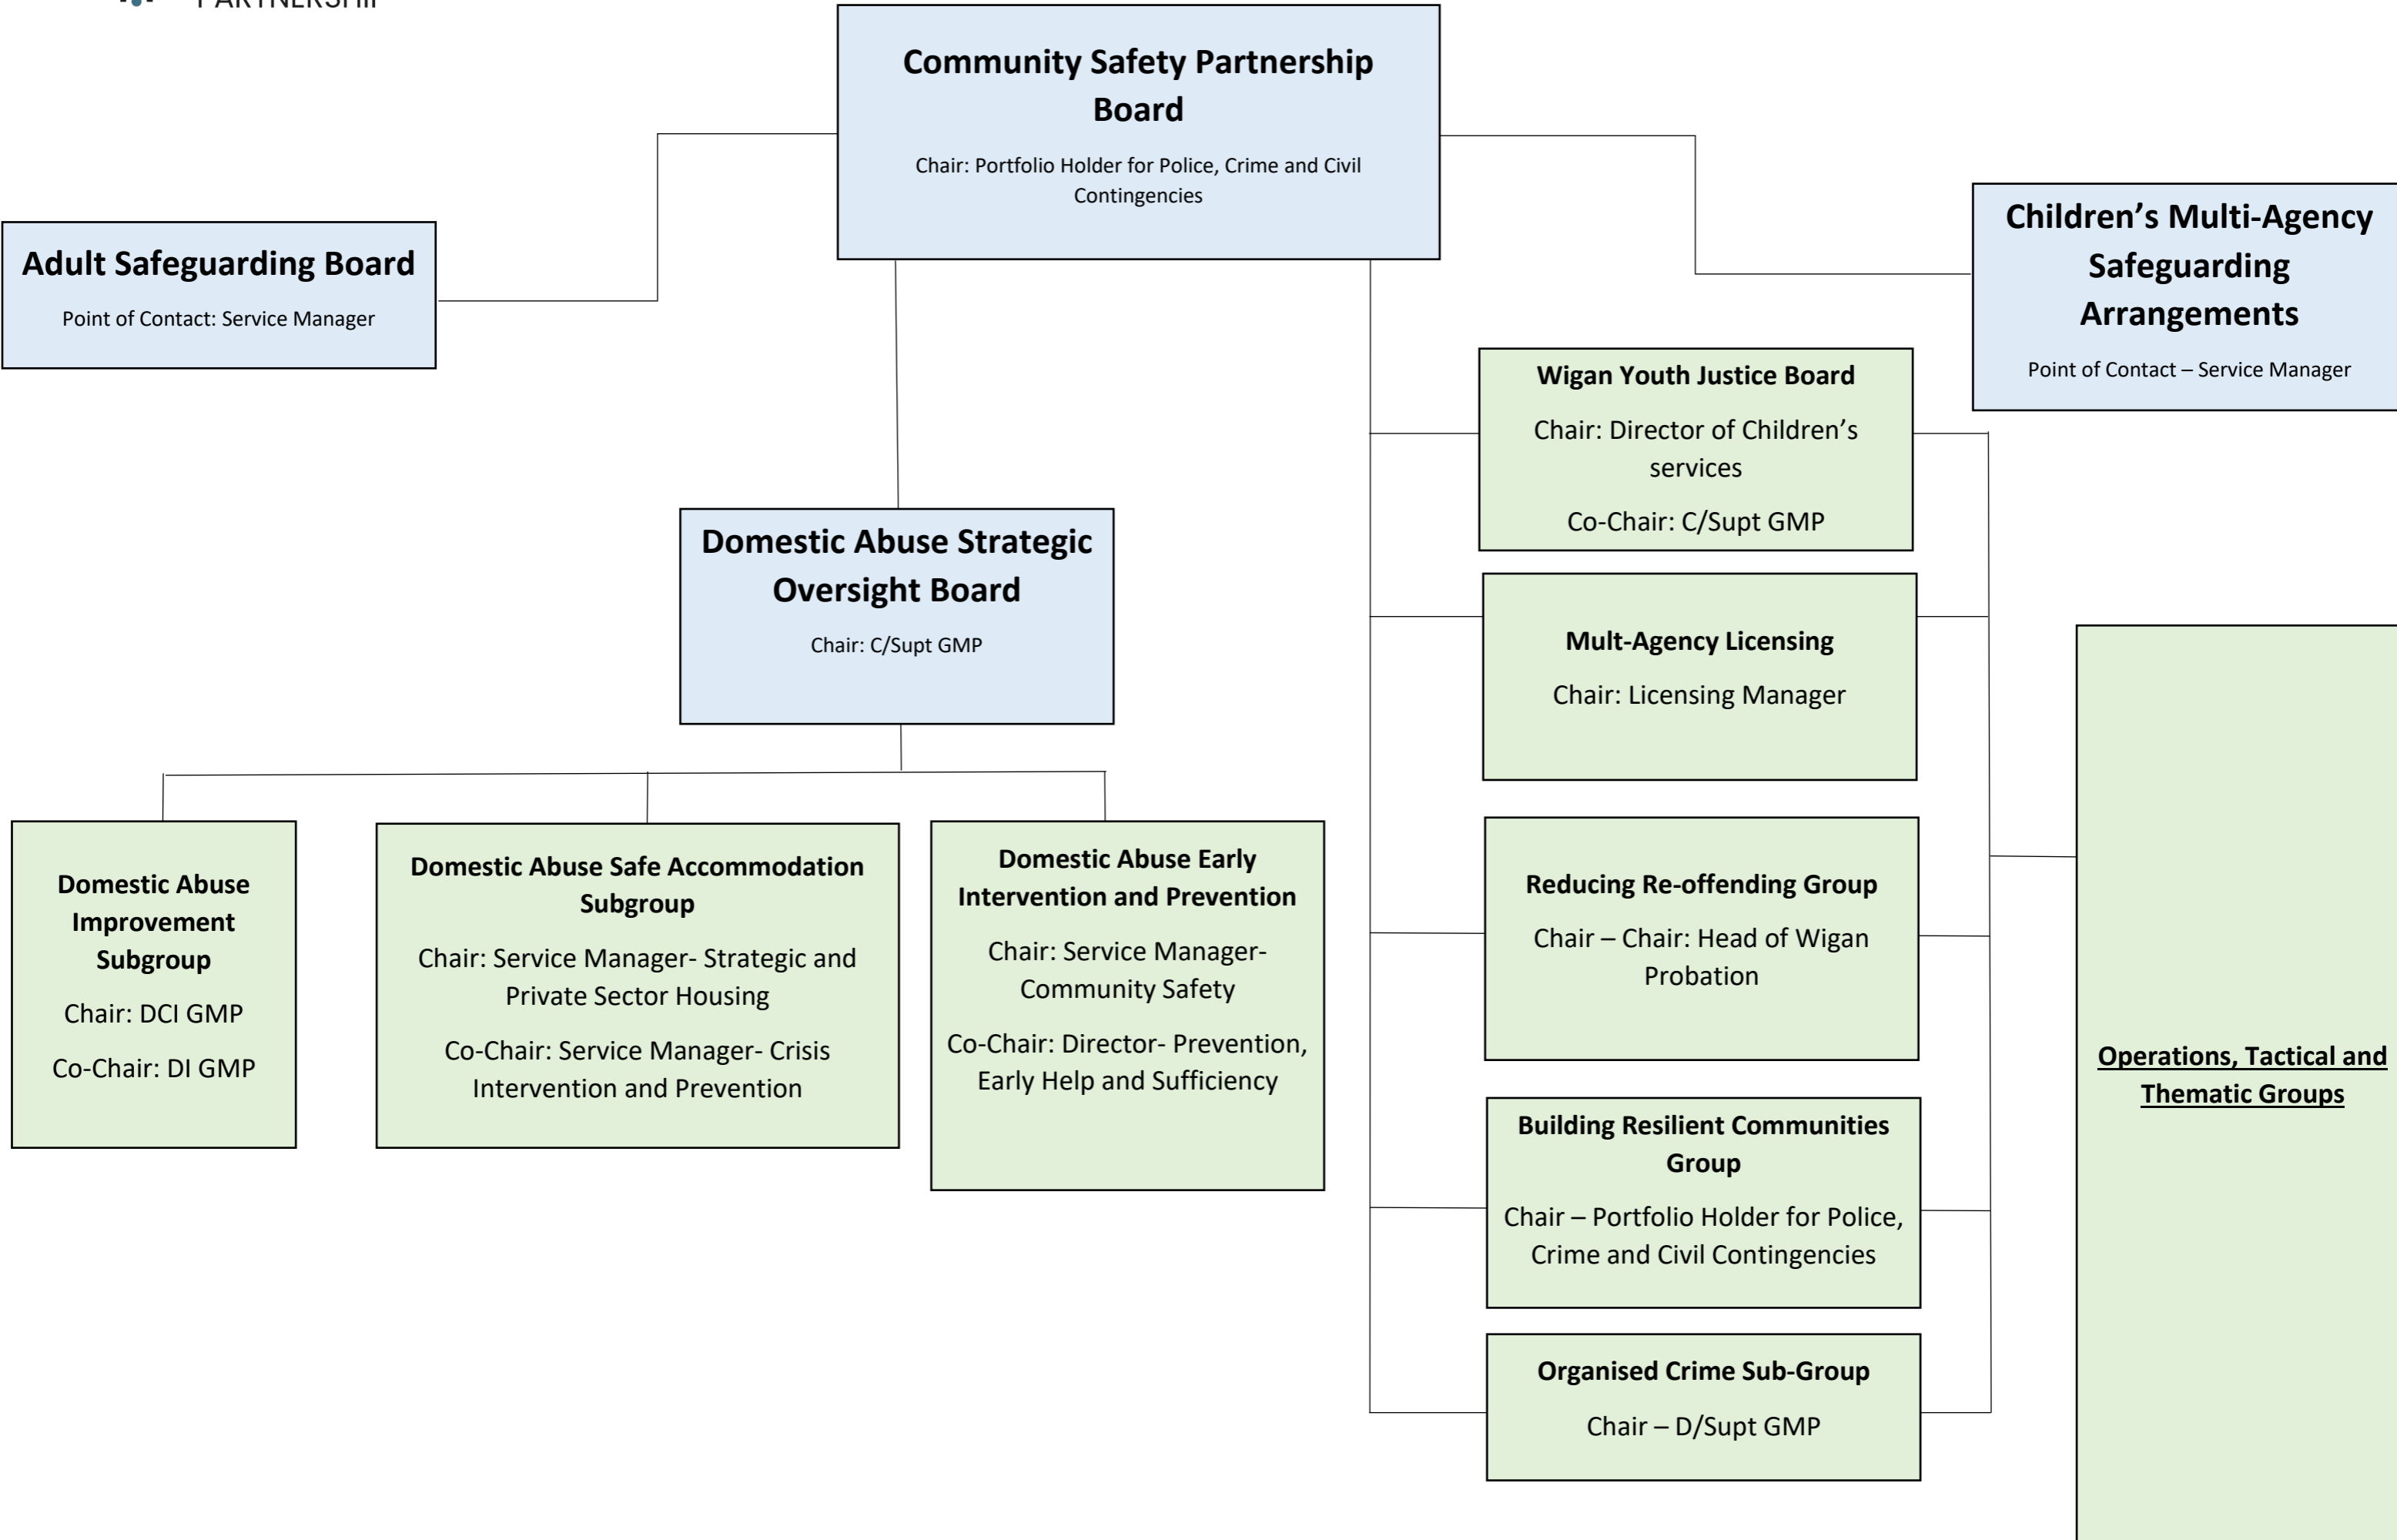 PARTNERSHIP
Community Safety Partnership
Board
Chair: Portfolio Holder for Police, Crime and Civil
Contingencies
Adult Safeguarding Board
Point of Contact: Service Manager
Children’s Multi-Agency
Safeguarding
Arrangements
Point of Contact – Service Manager
Domestic Abuse Strategic
Oversight Board
Chair: C/Supt GMP
Domestic Abuse
Improvement
Subgroup
Chair: DCI GMP
Co-Chair: DI GMP
Domestic Abuse Safe Accommodation
Subgroup
Chair: Service Manager- Strategic and
Private Sector Housing
Co-Chair: Service Manager- Crisis
Intervention and Prevention
Domestic Abuse Early
Intervention and Prevention
Chair: Service Manager-
Community Safety
Co-Chair: Director- Prevention,
Early Help and Sufficiency
Wigan Youth Justice Board
Chair: Director of Children’s
services
Co-Chair: C/Supt GMP
Mult-Agency Licensing
Chair: Licensing Manager
Reducing Re-offending Group
Chair – Chair: Head of Wigan
Probation
Building Resilient Communities
Group
Chair – Portfolio Holder for Police,
Crime and Civil Contingencies
Organised Crime Sub-Group
Chair – D/Supt GMP
Operations, Tactical and
Thematic Groups